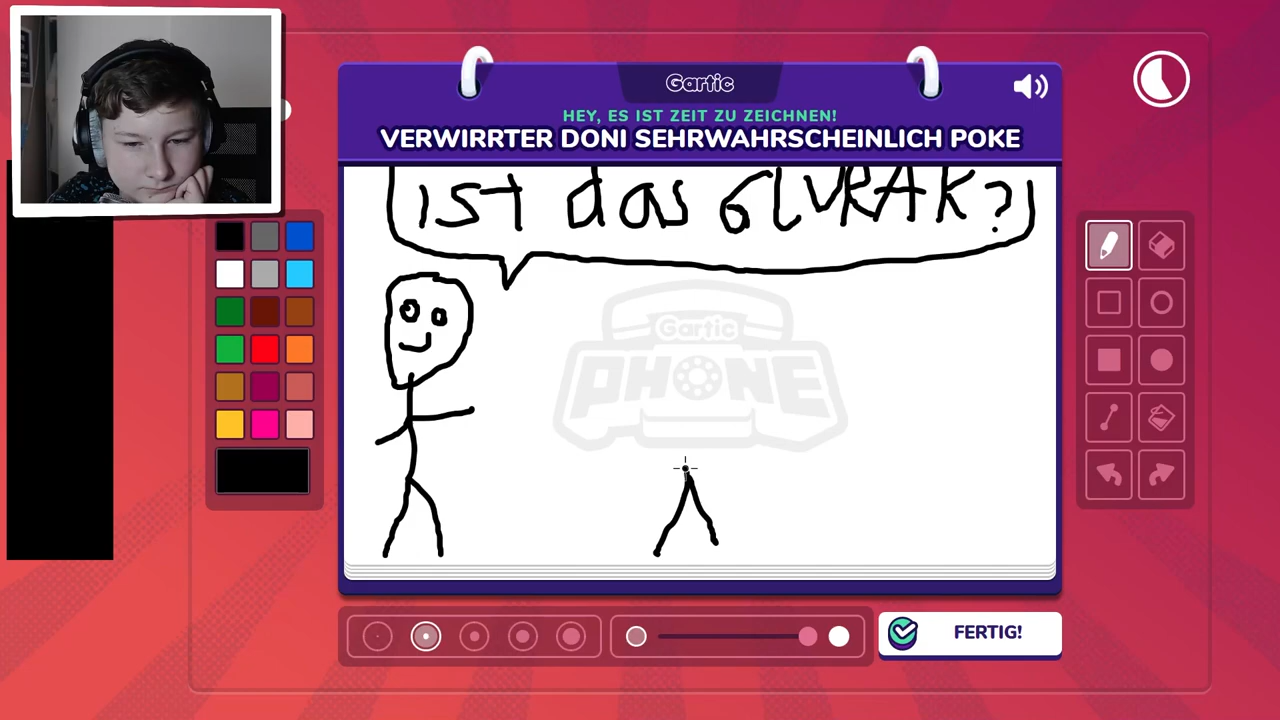 Gartic
HEY, ES IST ZEIT ZU ZEICHNEN!
VERWIRRTER DONI SEHRWAHRSCHEINLICH POKE
IST das GLURAK?
Gartic
PHONE
FERTIG!